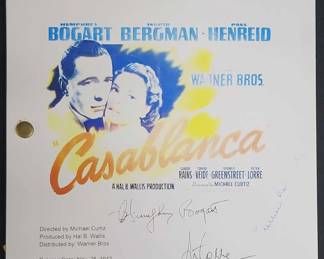 HUMPHREY INGRID PAUL
BOGART BERGMAN · HENREID
WARNER BROS.
"Casablanca"
A HAL B. WALLIS PRODUCTION
CLAUDE CONRAD SYDNEY PETER
RAINS VEIDT GREENSTREET LORRE
Directed by MICHAEL CURTIZ
Humphrey Bogart
Directed by Michael Curtiz
Produced by Hal B. Wallis
Distributed by Warner Bros